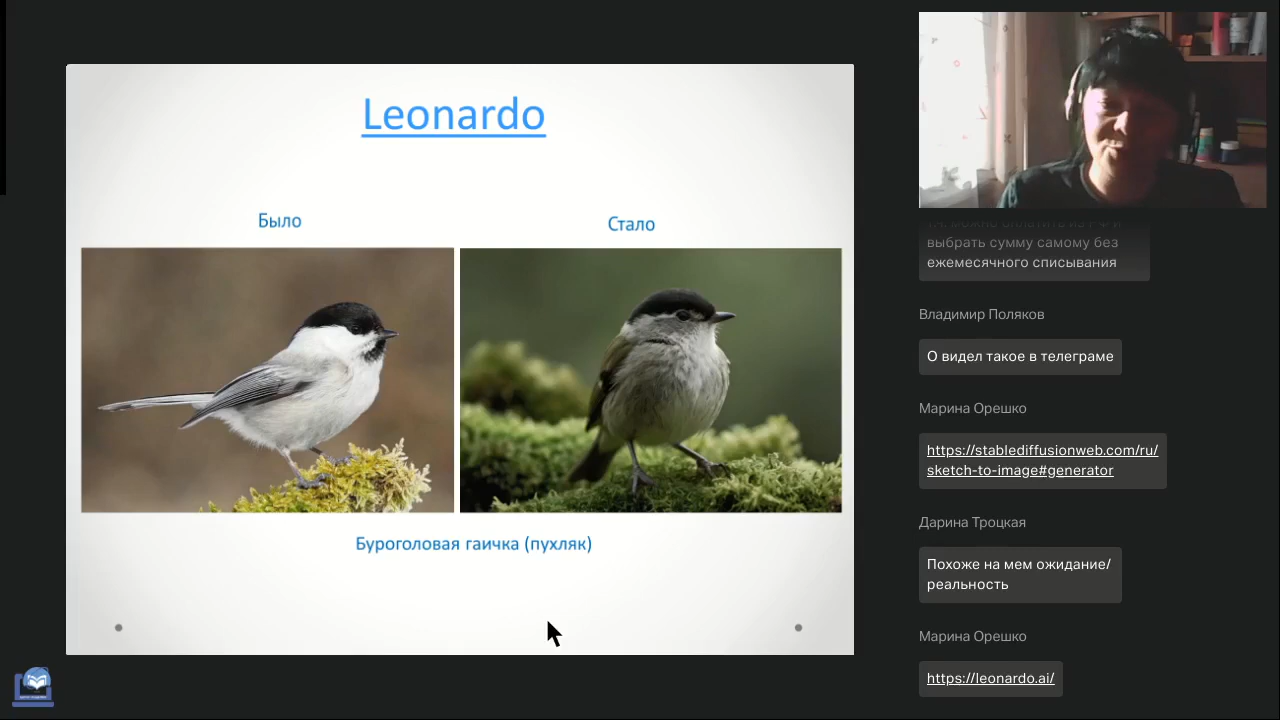 Leonardo
Было
Стало
Буроголовая гаичка (пухляк)
выбрать сумму самому без
ежемесячного списывания
Владимир Поляков
О видел такое в телеграме
Марина Орешко
https://stablediffusionweb.com/ru/
sketch-to-image#generator
Дарина Троцкая
Похоже на мем ожидание/
реальность
Марина Орешко
https://leonardo.ai/